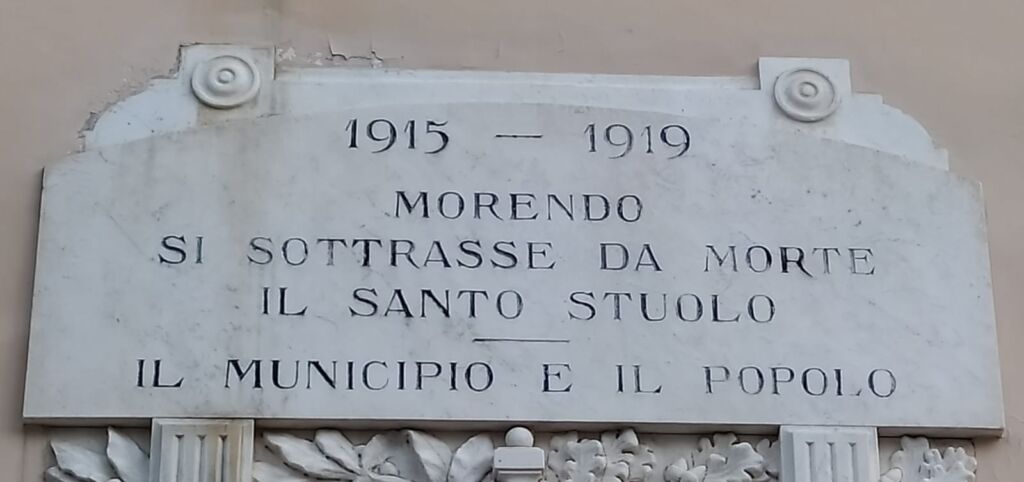 1915 — 1919
MORENDO
SI SOTTRASSE DA MORTE
IL SANTO STUOLO
IL MUNICIPIO E IL POPOLO